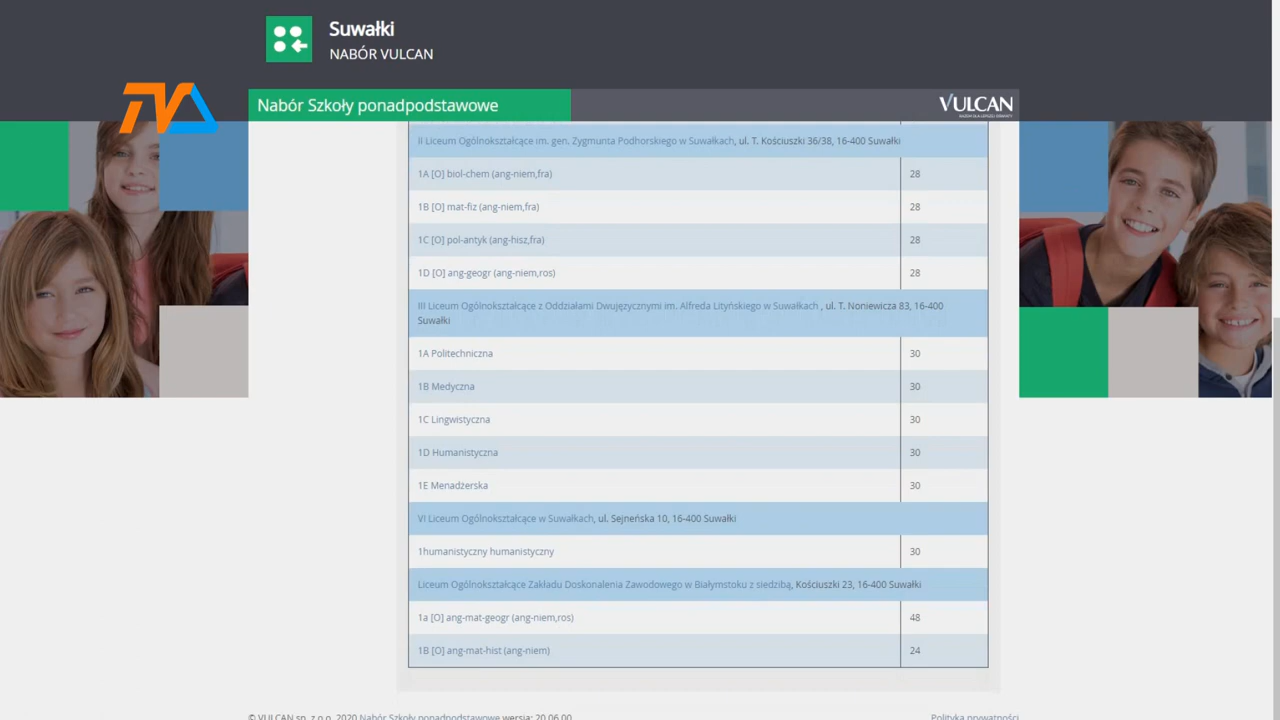 Suwałki
NABÓR VULCAN
TVA
Nabór Szkoły ponadpodstawowe
VULCAN
II Liceum Ogólnokształcące im. gen. Zygmunta Podhorskiego w Suwałkach, ul. T. Kościuszki 36/38, 16-400 Suwałki
1A [O] biol-chem (ang-niem,fra) 28
1B [O] mat-fiz (ang-niem,fra) 28
1C [O] pol-antyk (ang-hisz,fra) 28
1D [O] ang-geogr (ang-niem,ros) 28
III Liceum Ogólnokształcące z Oddziałami Dwujęzycznymi im. Alfreda Lityńskiego w Suwałkach , ul. T. Noniewicza 83, 16-400
Suwałki
1A Politechniczna 30
1B Medyczna 30
1C Lingwistyczna 30
1D Humanistyczna 30
1E Menadżerska 30
VI Liceum Ogólnokształcące w Suwałkach, ul. Sejneńska 10, 16-400 Suwałki
1humanistyczny humanistyczny 30
Liceum Ogólnokształcące Zakładu Doskonalenia Zawodowego w Białymstoku z siedzibą, Kościuszki 23, 16-400 Suwałki
1a [O] ang-mat-geogr (ang-niem,ros) 48
1B [O] ang-mat-hist (ang-niem) 24
© VULCAN sp. z o.o. 2020 Nabór Szkoły ponadpodstawowe wersja: 20.06.00 Polityka prywatności